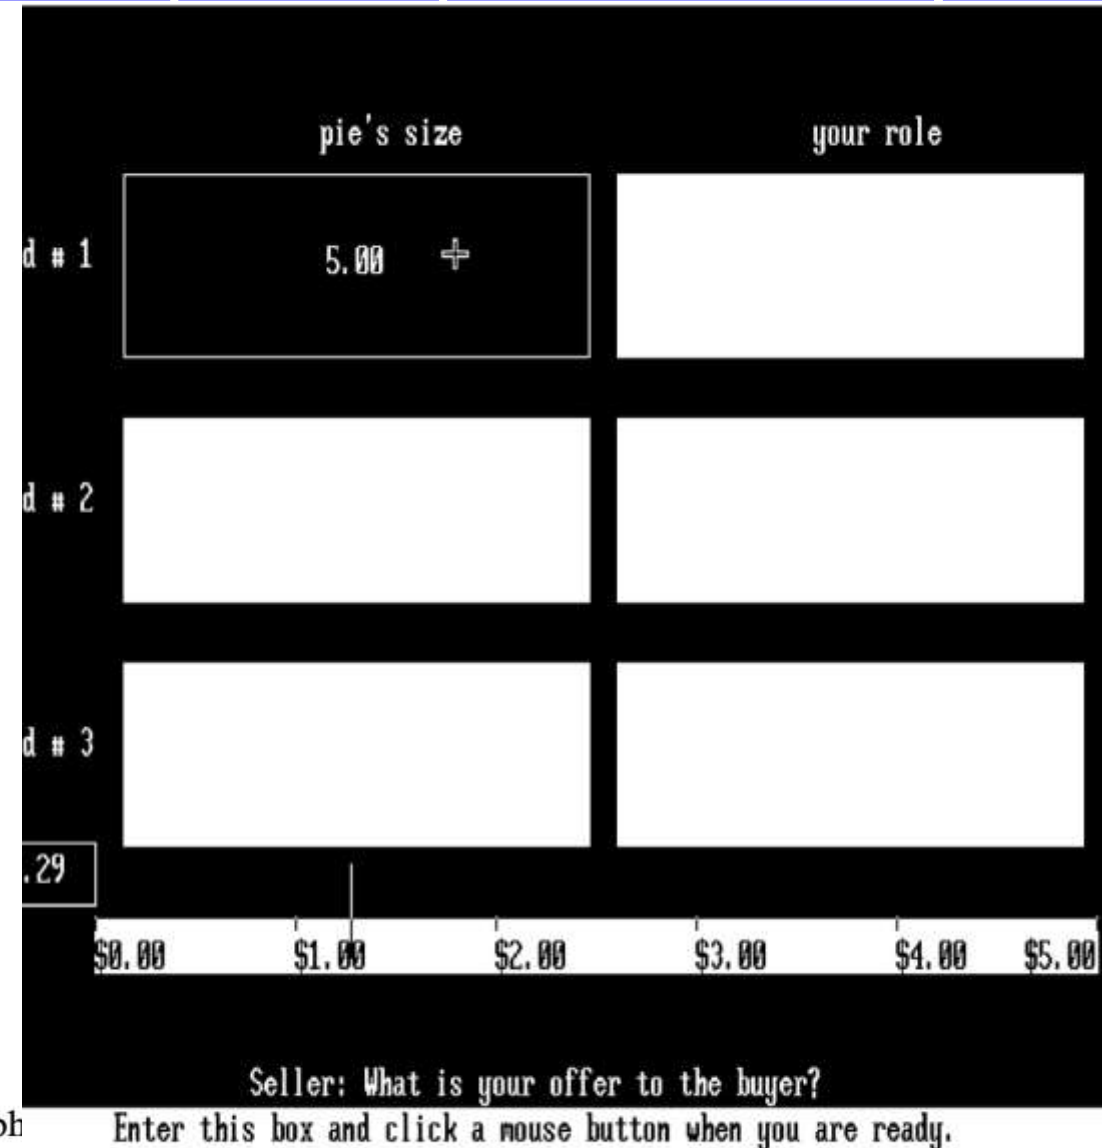 pie's size your role
d # 1 5.00
d # 2
d # 3
.29
$0.00 $1.00 $2.00 $3.00 $4.00 $5.00
Seller: What is your offer to the buyer?
ph Enter this box and click a mouse button when you are ready.